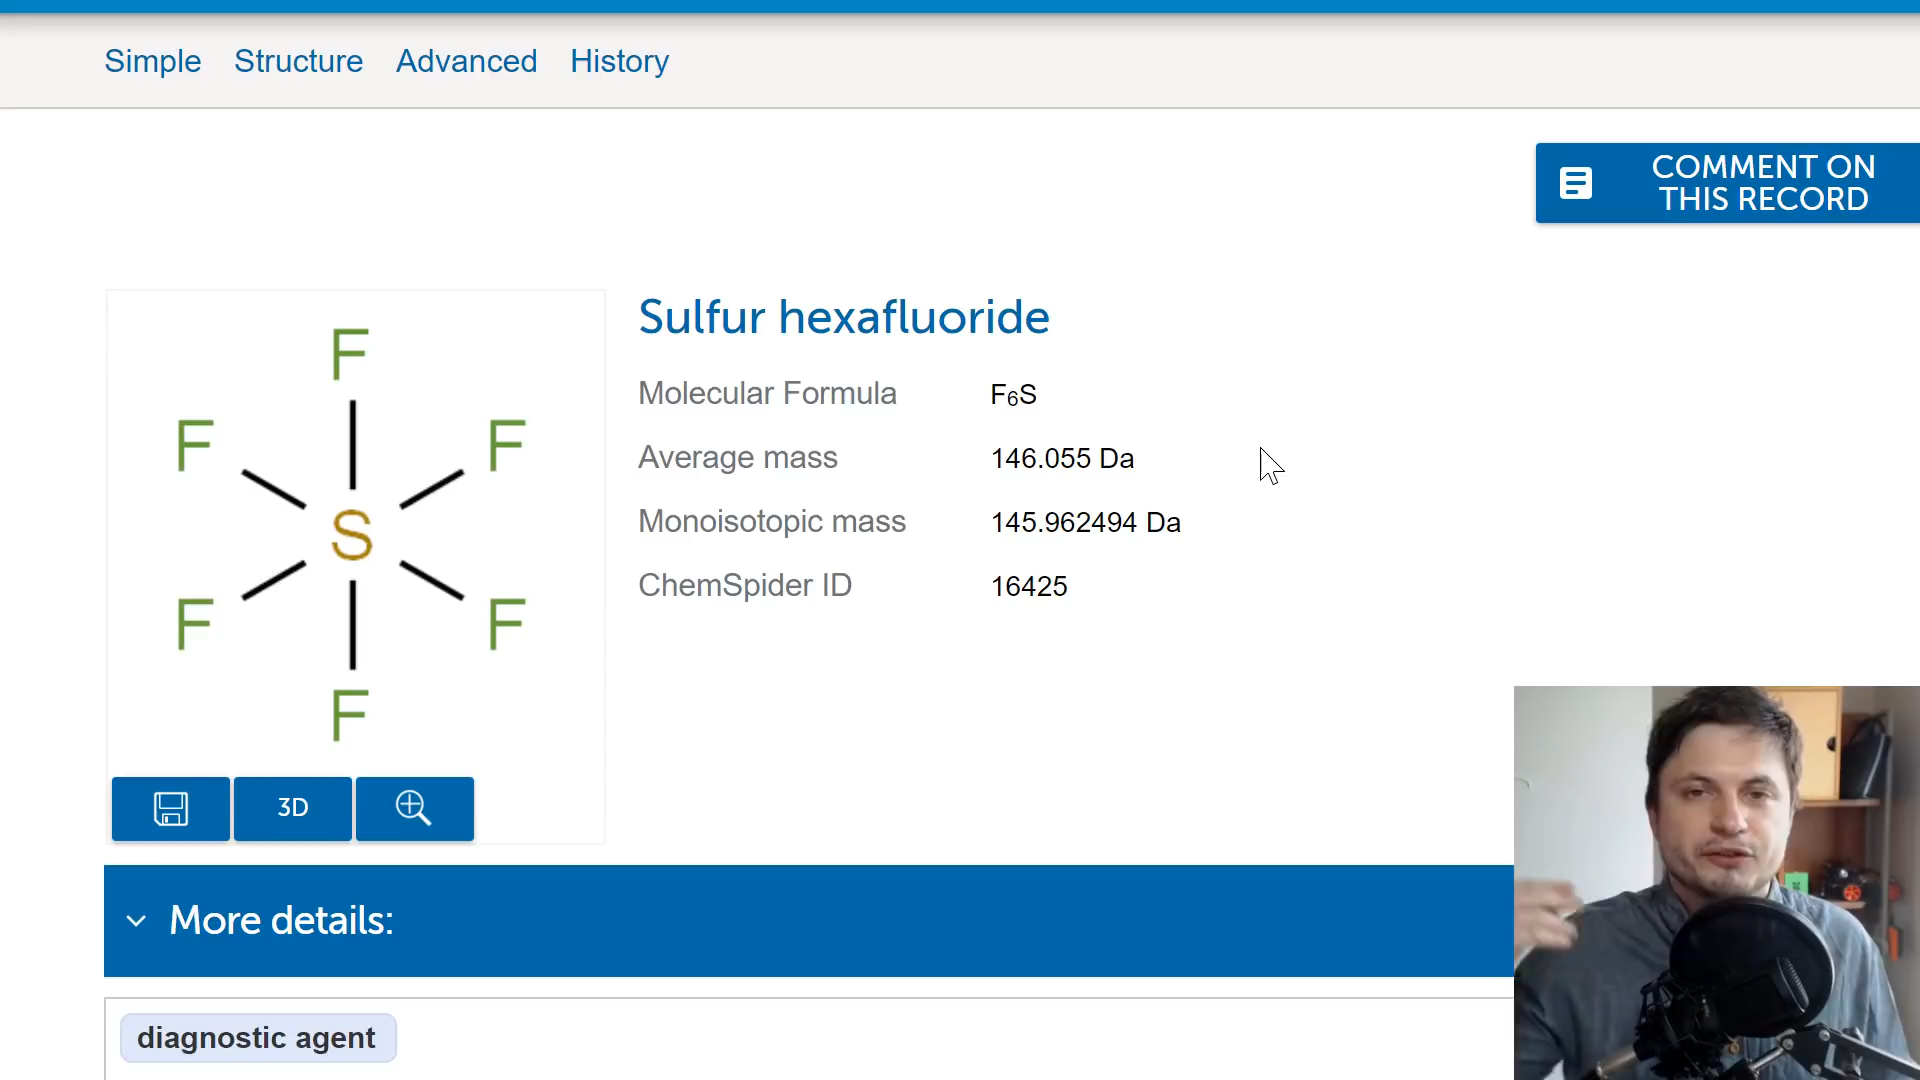 Simple Structure Advanced History
COMMENT ON
THIS RECORD
Sulfur hexafluoride
Molecular Formula F₆S
Average mass 146.055 Da
Monoisotopic mass 145.962494 Da
ChemSpider ID 16425
F
F F
S
F F
F
3D
More details:
diagnostic agent